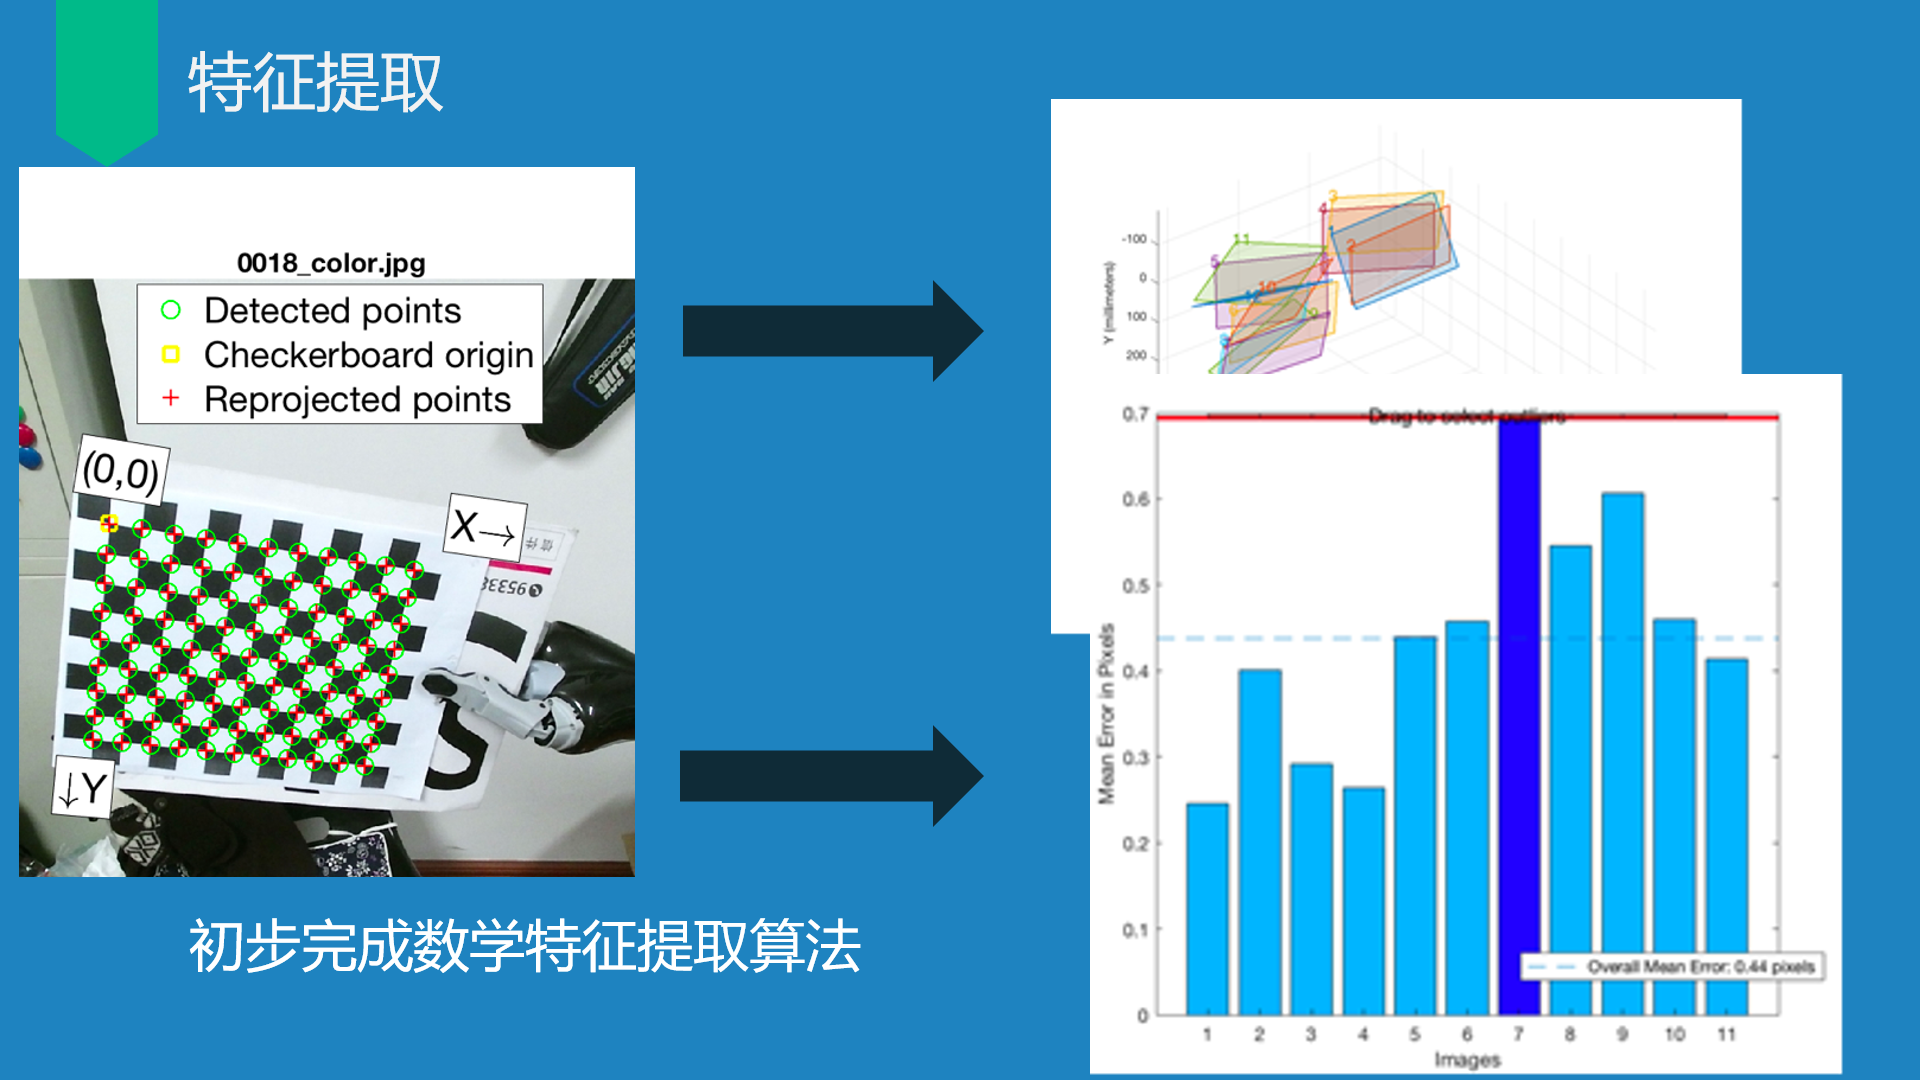 特征提取
0018_color.jpg
Detected points
Checkerboard origin
Reprojected points
(0,0)
X→
↓Y
95338
初步完成数学特征提取算法
Y (millimeters)
-100
0
100
200
1
2
3
4
5
8
9
10
11
12
Drag to select outliers
Mean Error in Pixels
0.7
0.6
0.5
0.4
0.3
0.2
0.1
0
Overall Mean Error: 0.44 pixels
1 2 3 4 5 6 7 8 9 10 11
Images